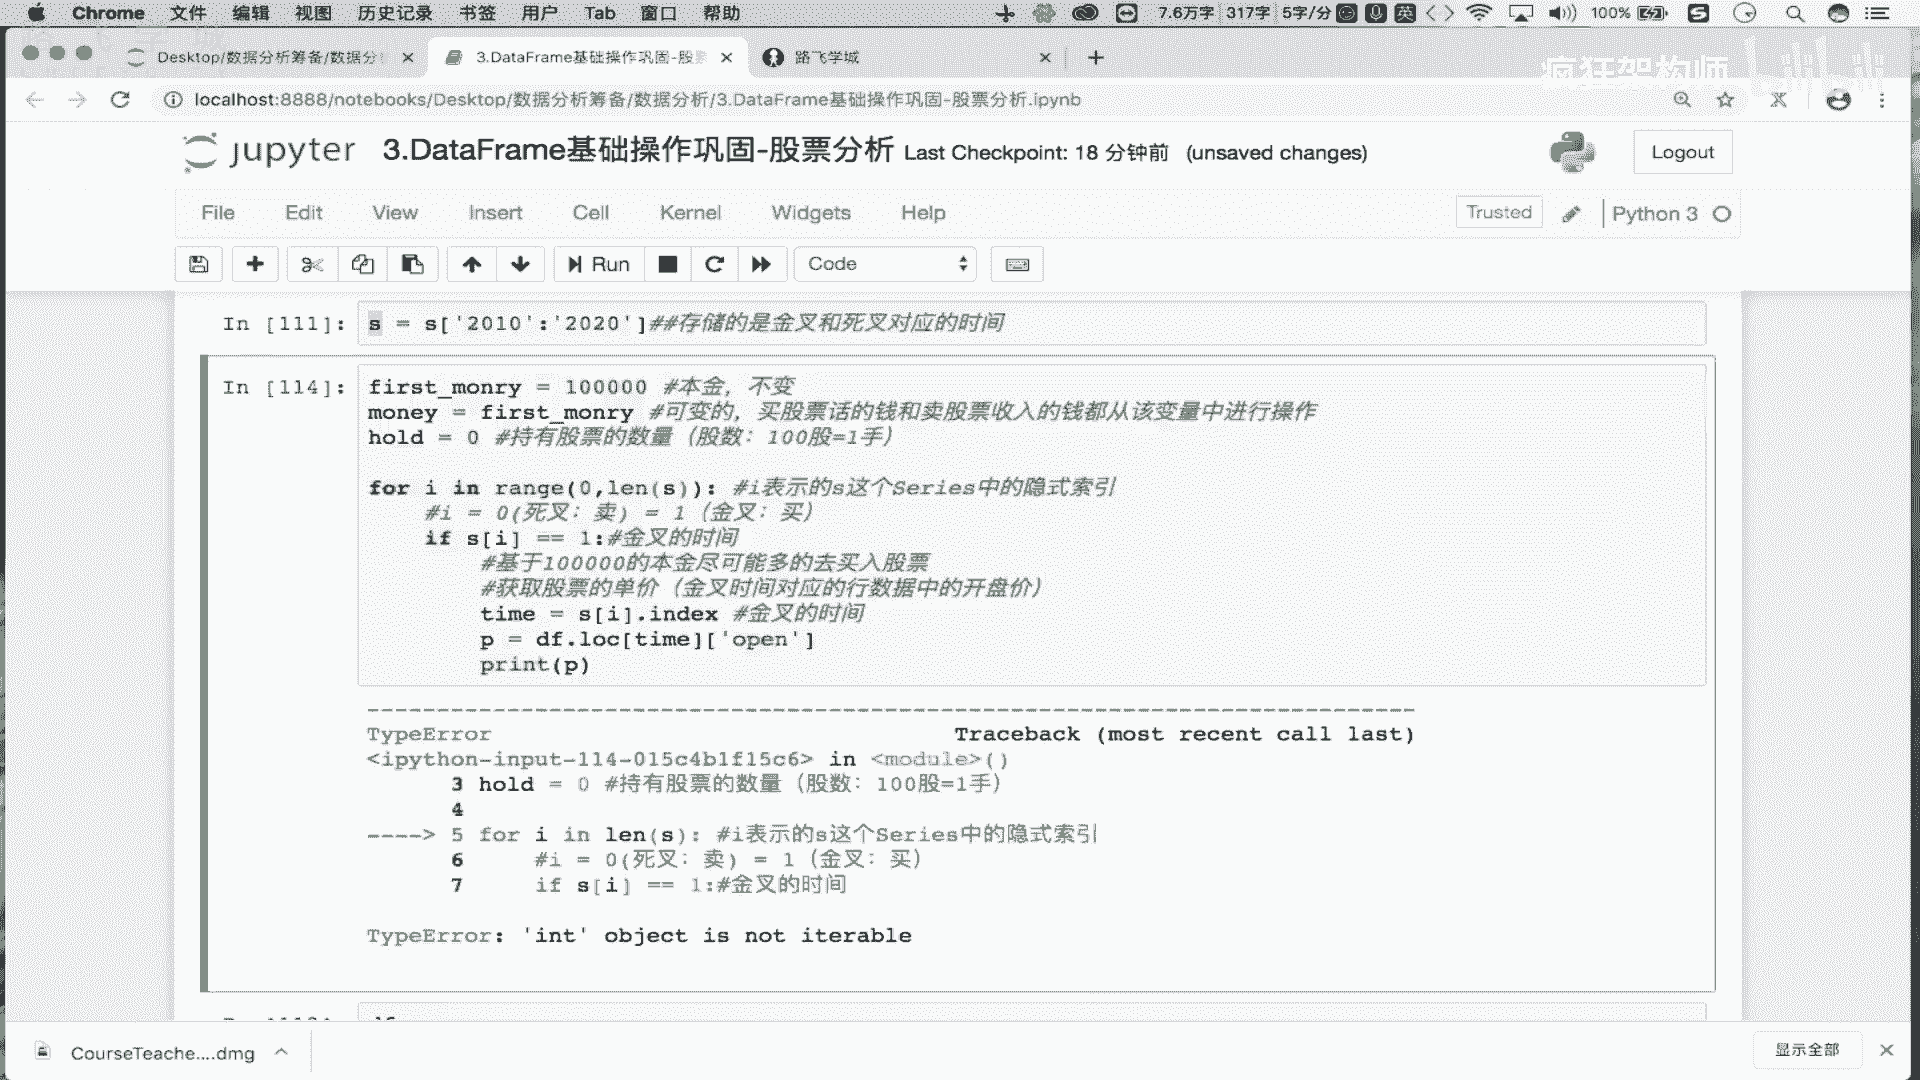 Chrome 文件 编辑 视图 历史记录 书签 用户 Tab 窗口 帮助 7.6万字 317字 5字/分 英 100%
Desktop/数据分析筹备/数据分 3.DataFrame基础操作巩固-股票 路飞学城
疯狂架构师 bilibili
localhost:8888/notebooks/Desktop/数据分析筹备/数据分析/3.DataFrame基础操作巩固-股票分析.ipynb
jupyter 3.DataFrame基础操作巩固-股票分析 Last Checkpoint: 18 分钟前 (unsaved changes) Logout
File Edit View Insert Cell Kernel Widgets Help Trusted Python 3
Run Code
In [111]: s = s['2010':'2020']##存储的是金叉和死叉对应的时间
In [114]: first_monry = 100000 #本金，不变
money = first_monry #可变的，买股票话的钱和卖股票收入的钱都从该变量中进行操作
hold = 0 #持有股票的数量（股数：100股=1手）
for i in range(0,len(s)): #i表示的s这个Series中的隐式索引
#i = 0(死叉：卖) = 1（金叉：买）
if s[i] == 1:#金叉的时间
#基于100000的本金尽可能多的去买入股票
#获取股票的单价（金叉时间对应的行数据中的开盘价）
time = s[i].index #金叉的时间
p = df.loc[time]['open']
print(p)
---------------------------------------------------------------------------
TypeError Traceback (most recent call last)
<ipython-input-114-015c4b1f15c6> in <module>()
3 hold = 0 #持有股票的数量（股数：100股=1手）
4
----> 5 for i in len(s): #i表示的s这个Series中的隐式索引
6 #i = 0(死叉：卖) = 1（金叉：买）
7 if s[i] == 1:#金叉的时间
TypeError: 'int' object is not iterable
CourseTeache....dmg 显示全部